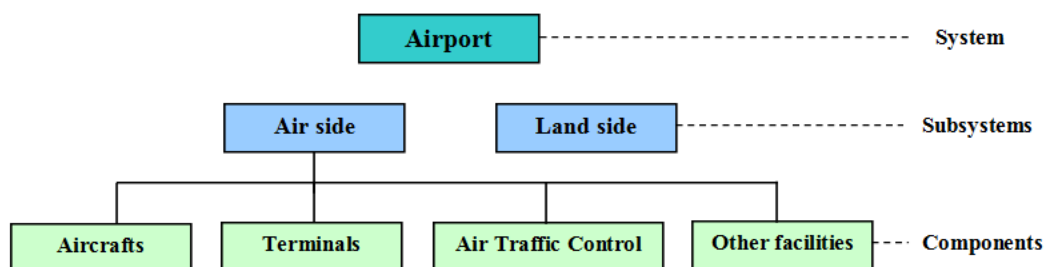 Airport
System
Air side
Land side
Subsystems
Aircrafts
Terminals
Air Traffic Control
Other facilities
Components